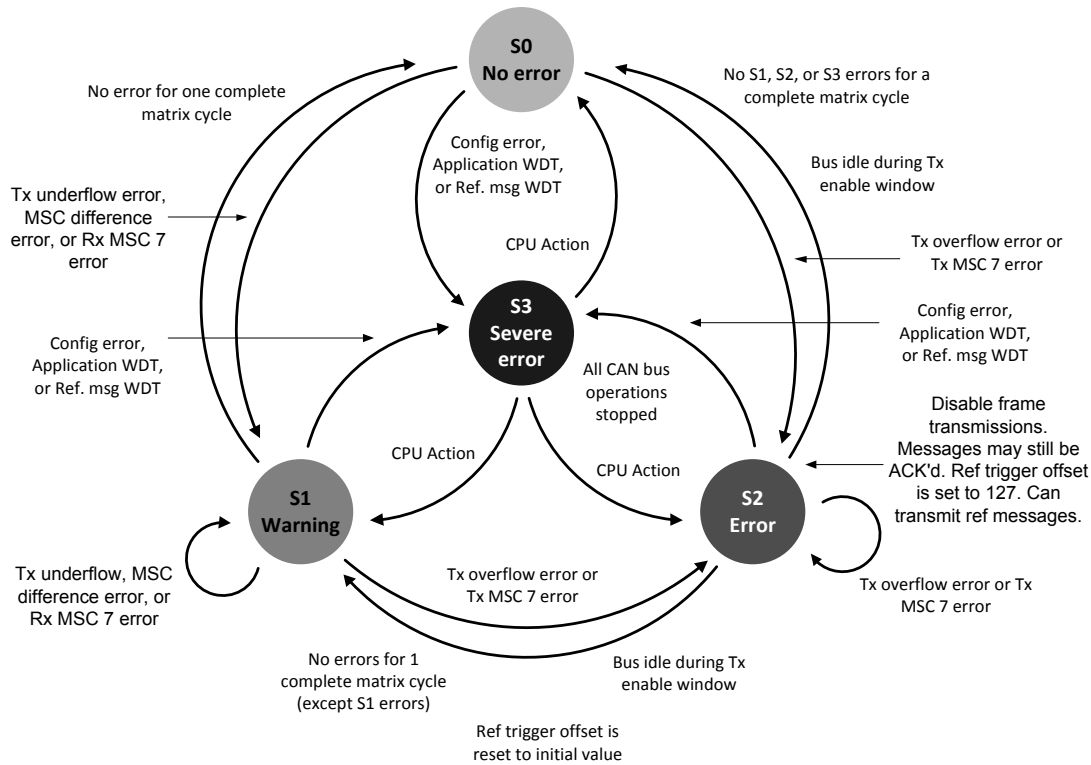 S0
No error
No error for one complete
matrix cycle
No S1, S2, or S3 errors for a
complete matrix cycle
Config error,
Application WDT,
or Ref. msg WDT
Bus idle during Tx
enable window
Tx underflow error,
MSC difference
error, or Rx MSC 7
error
CPU Action
Tx overflow error or
Tx MSC 7 error
S3
Severe
error
Config error,
Application WDT,
or Ref. msg WDT
Config error,
Application WDT,
or Ref. msg WDT
All CAN bus
operations
stopped
Disable frame
transmissions.
Messages may still be
ACK'd. Ref trigger offset
is set to 127. Can
transmit ref messages.
CPU Action
CPU Action
S1
Warning
S2
Error
Tx underflow, MSC
difference error, or
Rx MSC 7 error
Tx overflow error or
Tx MSC 7 error
Tx overflow error or Tx
MSC 7 error
No errors for 1
complete matrix cycle
(except S1 errors)
Bus idle during Tx
enable window
Ref trigger offset is
reset to initial value